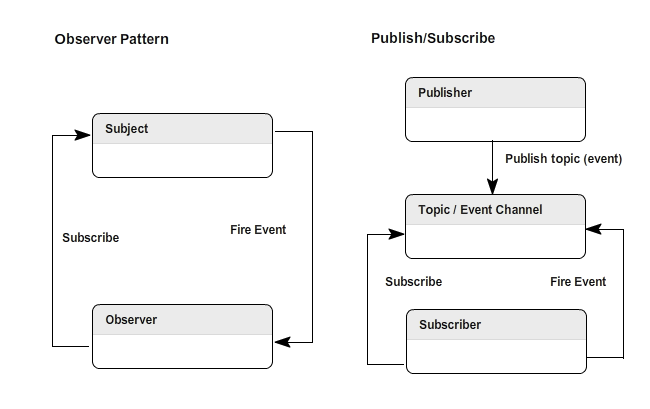 Observer Pattern
Subject
Subscribe
Fire Event
Observer
Publish/Subscribe
Publisher
Publish topic (event)
Topic / Event Channel
Subscribe
Fire Event
Subscriber